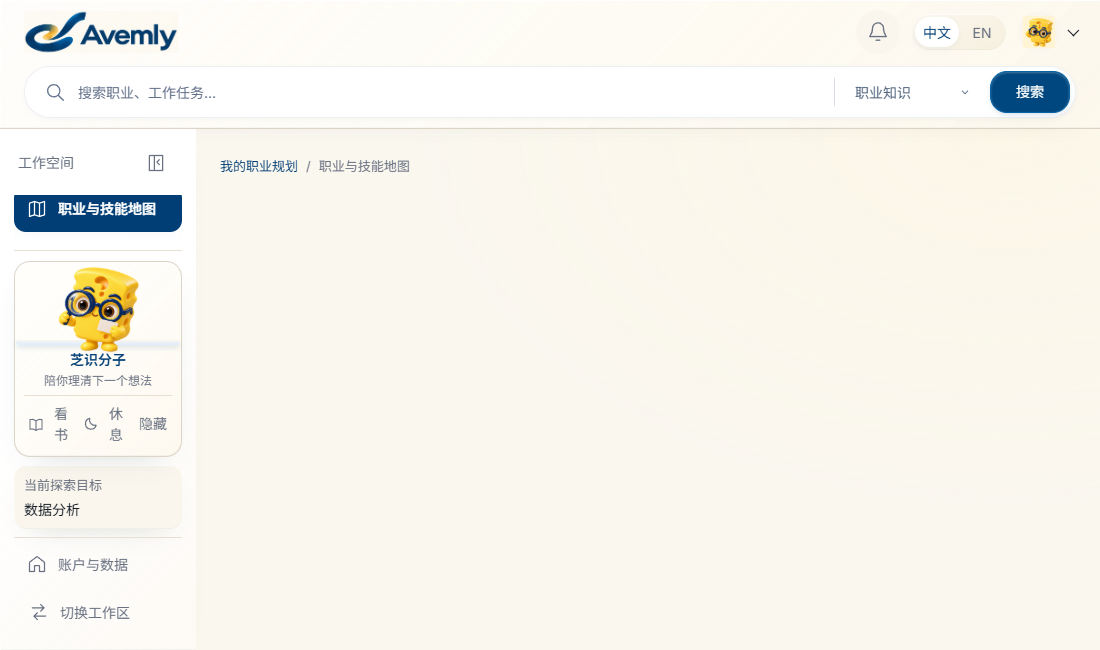 Avemly
中文 EN
搜索职业、工作任务...
职业知识
搜索
工作空间
我的职业规划 / 职业与技能地图
职业与技能地图
芝识分子
陪你理清下一个想法
看书
休息
隐藏
当前探索目标
数据分析
账户与数据
切换工作区